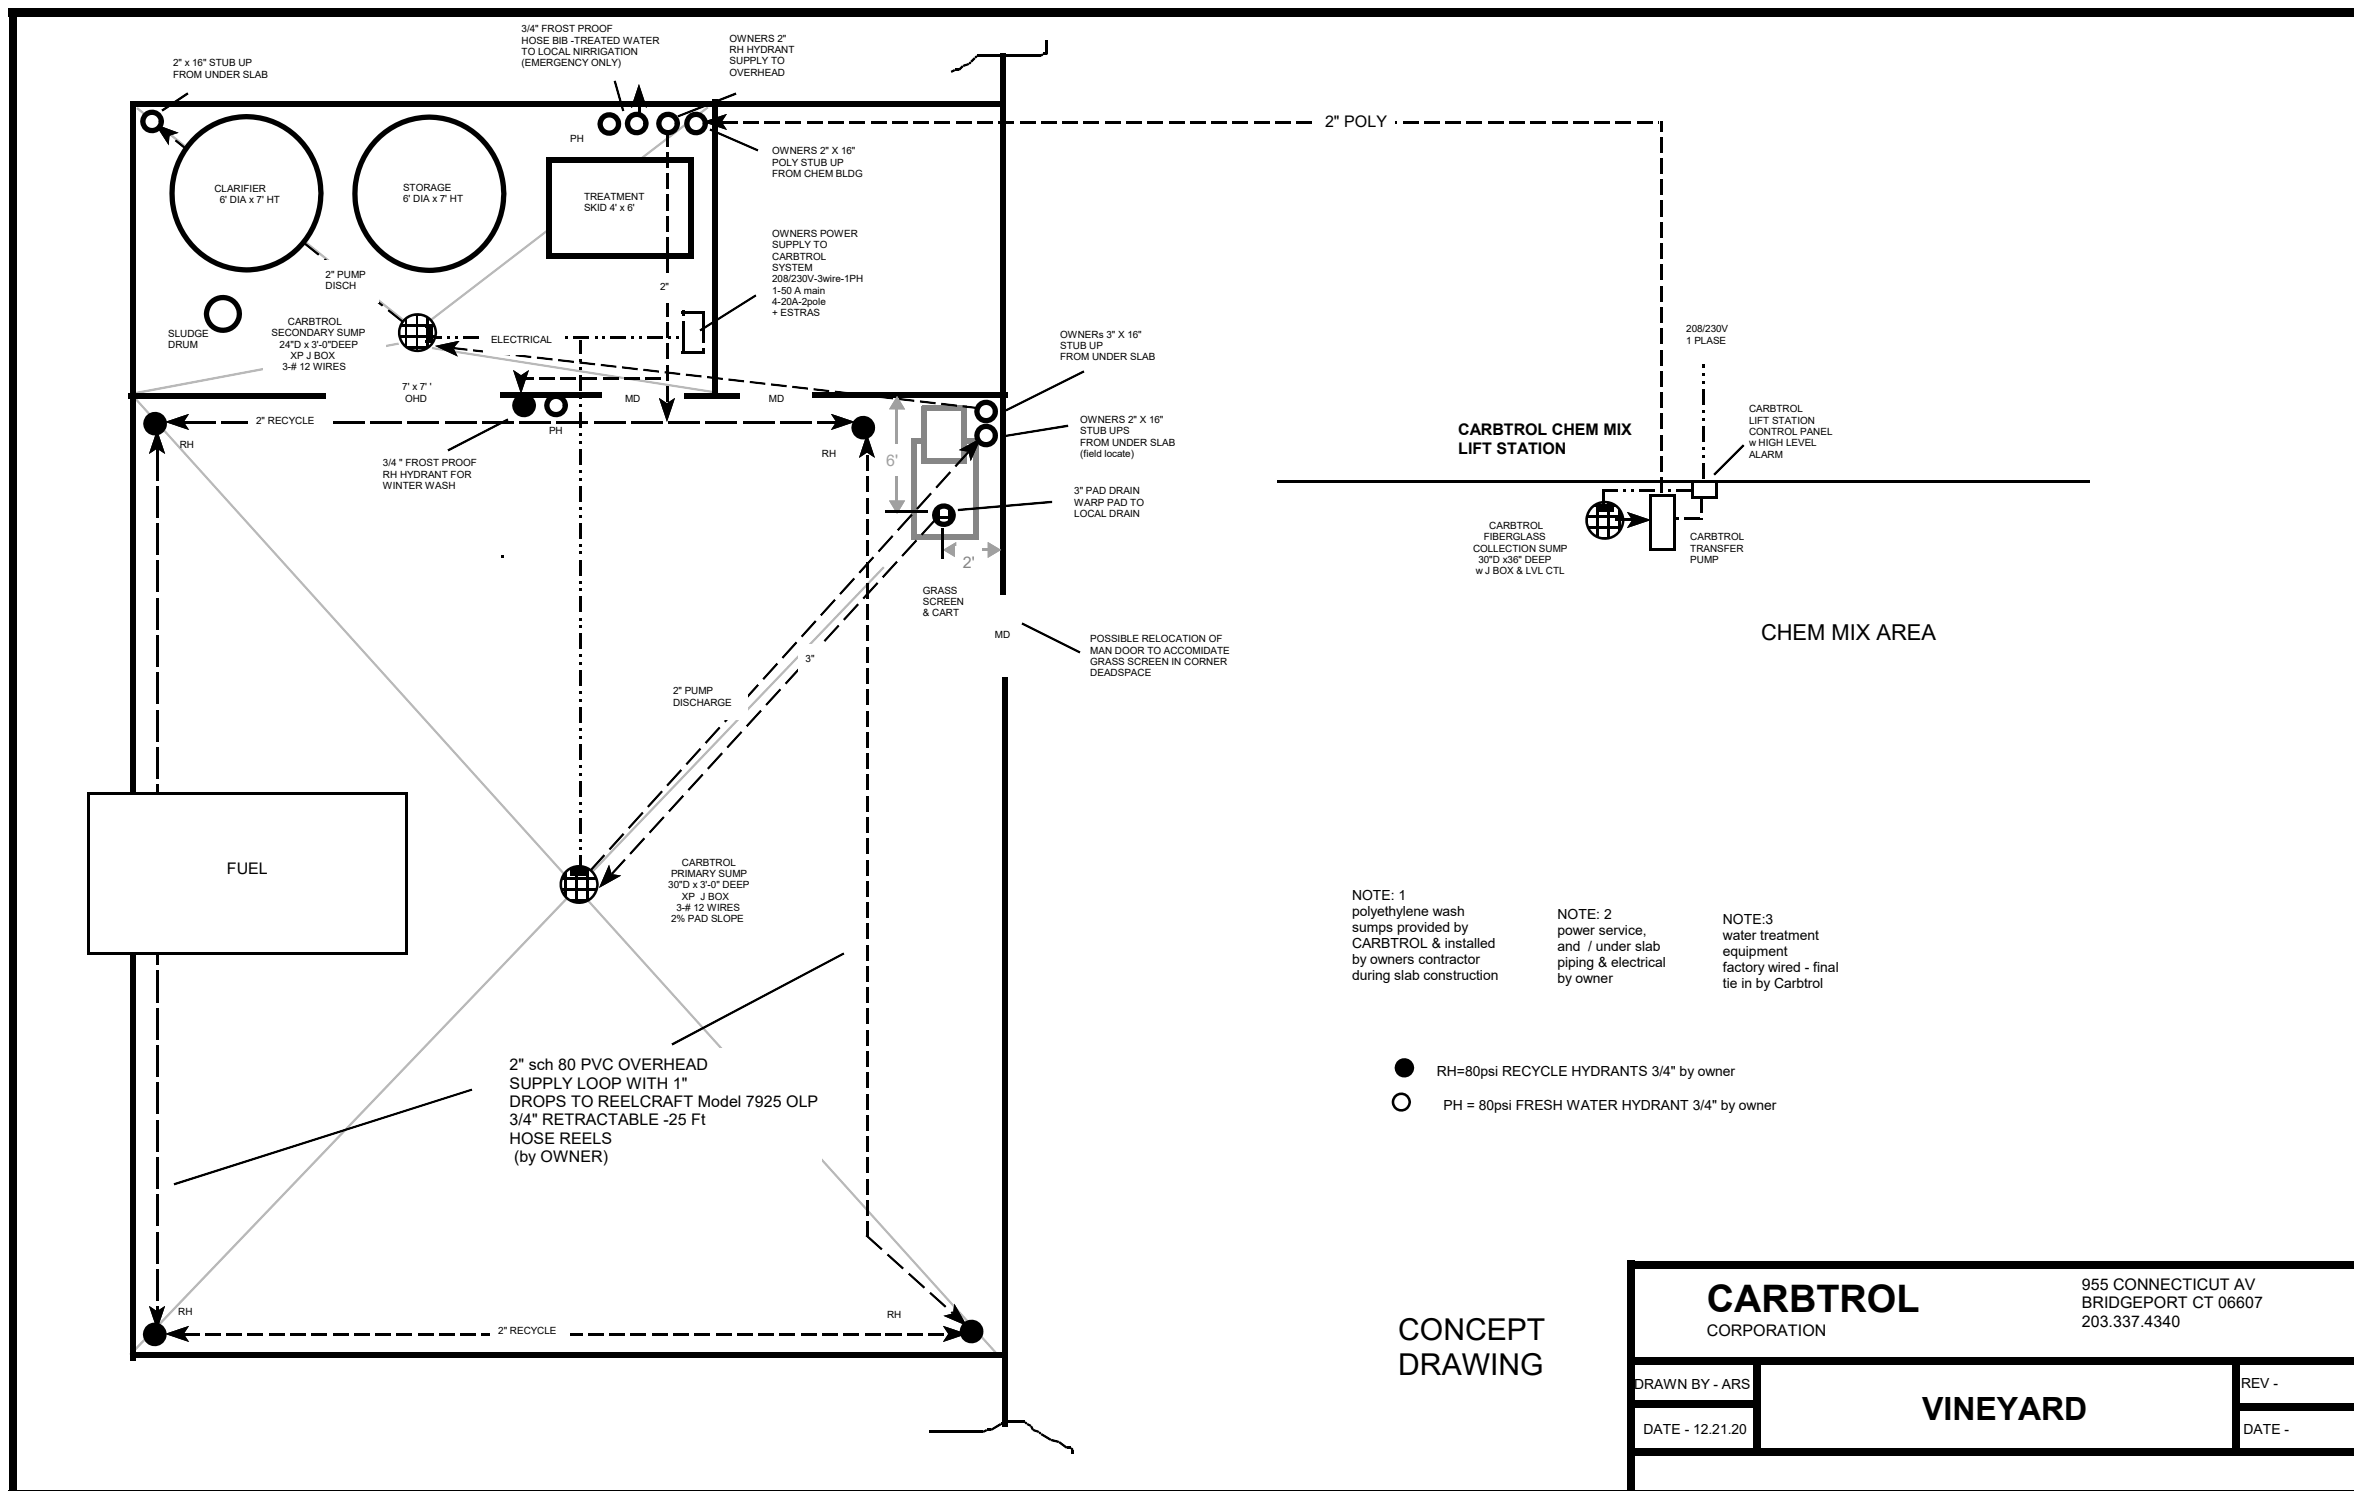 3/4" FROST PROOF
HOSE BIB -TREATED WATER
TO LOCAL NIRRIGATION
(EMERGENCY ONLY)
OWNERS 2"
RH HYDRANT
SUPPLY TO
OVERHEAD
2" x 16" STUB UP
FROM UNDER SLAB
2" POLY
PH
OWNERS 2" X 16"
POLY STUB UP
FROM CHEM BLDG
CLARIFIER
6' DIA x 7' HT
STORAGE
6' DIA x 7' HT
TREATMENT
SKID 4' x 6'
OWNERS POWER
SUPPLY TO
CARBTROL
SYSTEM
208/230V-3wire-1PH
1-50 A main
4-20A-2pole
+ ESTRAS
2" PUMP
DISCH
2"
SLUDGE
DRUM
CARBTROL
SECONDARY SUMP
24"D x 3'-0"DEEP
XP J BOX
3-# 12 WIRES
ELECTRICAL
OWNERs 3" X 16"
STUB UP
FROM UNDER SLAB
208/230V
1 PLASE
7' x 7' '
OHD
MD
MD
2" RECYCLE
RH
PH
RH
3/4 " FROST PROOF
RH HYDRANT FOR
WINTER WASH
6'
OWNERS 2" X 16"
STUB UPS
FROM UNDER SLAB
(field locate)
CARBTROL CHEM MIX
LIFT STATION
CARBTROL
LIFT STATION
CONTROL PANEL
w HIGH LEVEL
ALARM
3" PAD DRAIN
WARP PAD TO
LOCAL DRAIN
2'
CARBTROL
FIBERGLASS
COLLECTION SUMP
30"D x36" DEEP
w J BOX & LVL CTL
CARBTROL
TRANSFER
PUMP
GRASS
SCREEN
& CART
MD
POSSIBLE RELOCATION OF
MAN DOOR TO ACCOMIDATE
GRASS SCREEN IN CORNER
DEADSPACE
CHEM MIX AREA
3"
2" PUMP
DISCHARGE
FUEL
CARBTROL
PRIMARY SUMP
30"D x 3'-0" DEEP
XP J BOX
3-# 12 WIRES
2% PAD SLOPE
NOTE: 1
polyethylene wash
sumps provided by
CARBTROL & installed
by owners contractor
during slab construction
NOTE: 2
power service,
and / under slab
piping & electrical
by owner
NOTE:3
water treatment
equipment
factory wired - final
tie in by Carbtrol
2" sch 80 PVC OVERHEAD
SUPPLY LOOP WITH 1"
DROPS TO REELCRAFT Model 7925 OLP
3/4" RETRACTABLE -25 Ft
HOSE REELS
(by OWNER)
RH=80psi RECYCLE HYDRANTS 3/4" by owner
PH = 80psi FRESH WATER HYDRANT 3/4" by owner
RH
2" RECYCLE
RH
CONCEPT
DRAWING
CARBTROL
CORPORATION
955 CONNECTICUT AV
BRIDGEPORT CT 06607
203.337.4340
DRAWN BY - ARS
DATE - 12.21.20
VINEYARD
REV -
DATE -